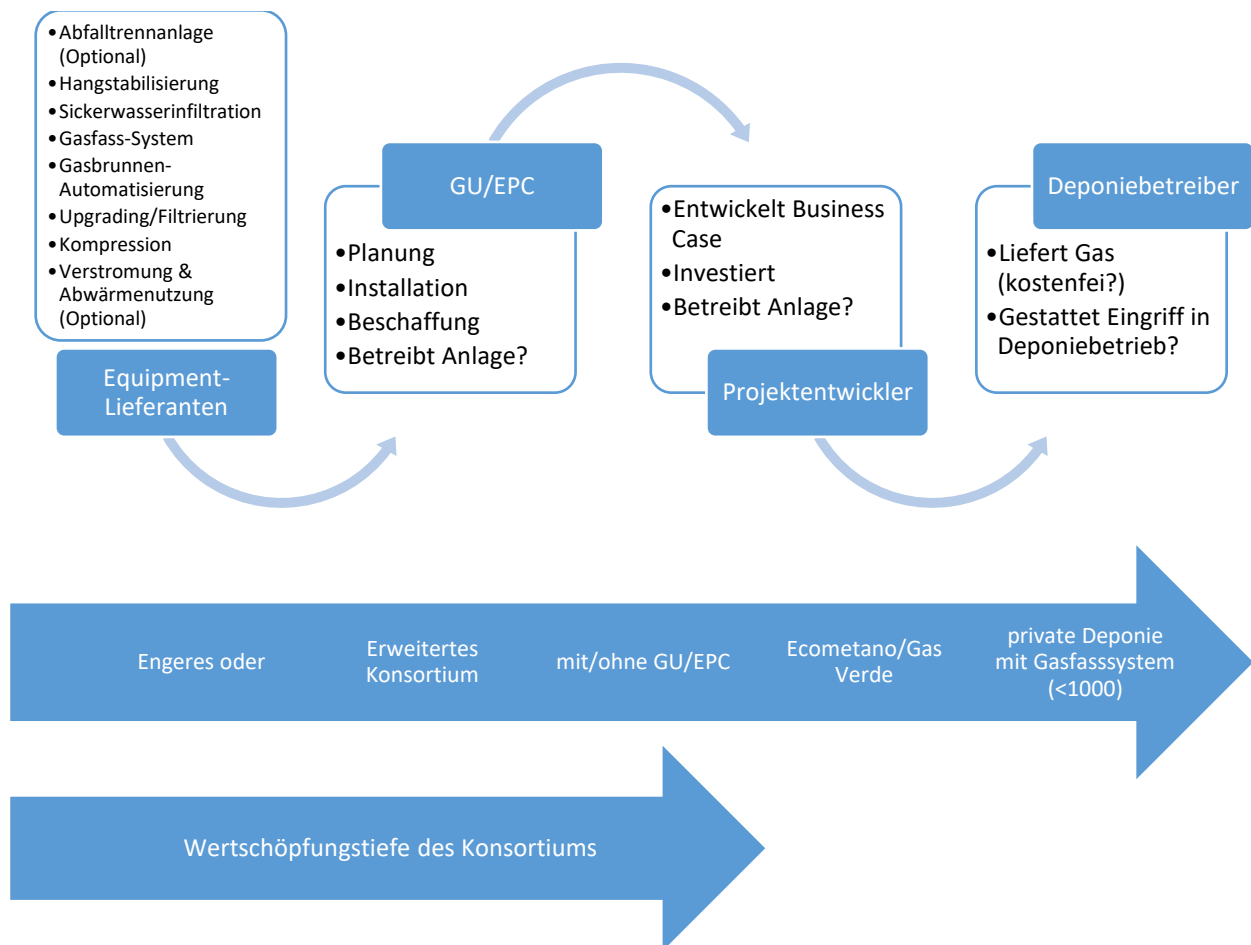 •Abfalltrennanlage
(Optional)
•Hangstabilisierung
•Sickerwasserinfiltration
•Gasfass-System
•Gasbrunnen-
Automatisierung
•Upgrading/Filtrierung
•Kompression
•Verstromung &
Abwärmenutzung
(Optional)
Equipment-
Lieferanten
GU/EPC
•Planung
•Installation
•Beschaffung
•Betreibt Anlage?
•Entwickelt Business
Case
•Investiert
•Betreibt Anlage?
Projektentwickler
Deponiebetreiber
•Liefert Gas
(kostenfei?)
•Gestattet Eingriff in
Deponiebetrieb?
Engeres oder
Erweitertes
Konsortium
mit/ohne GU/EPC
Ecometano/Gas
Verde
private Deponie
mit Gasfasssystem
(<1000)
Wertschöpfungstiefe des Konsortiums